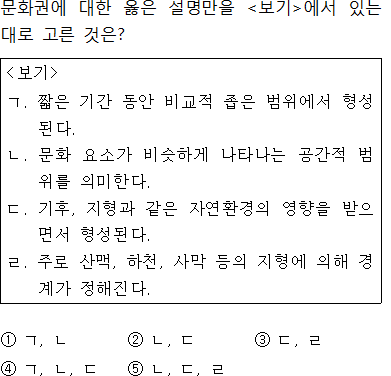 문화권에 대한 옳은 설명만을 <보기>에서 있는
대로 고른 것은?
<보기>
ㄱ. 짧은 기간 동안 비교적 좁은 범위에서 형성
된다.
ㄴ. 문화 요소가 비슷하게 나타나는 공간적 범
위를 의미한다.
ㄷ. 기후, 지형과 같은 자연환경의 영향을 받으
면서 형성된다.
ㄹ. 주로 산맥, 하천, 사막 등의 지형에 의해 경
계가 정해진다.
① ㄱ, ㄴ ② ㄴ, ㄷ ③ ㄷ, ㄹ
④ ㄱ, ㄴ, ㄷ ⑤ ㄴ, ㄷ, ㄹ